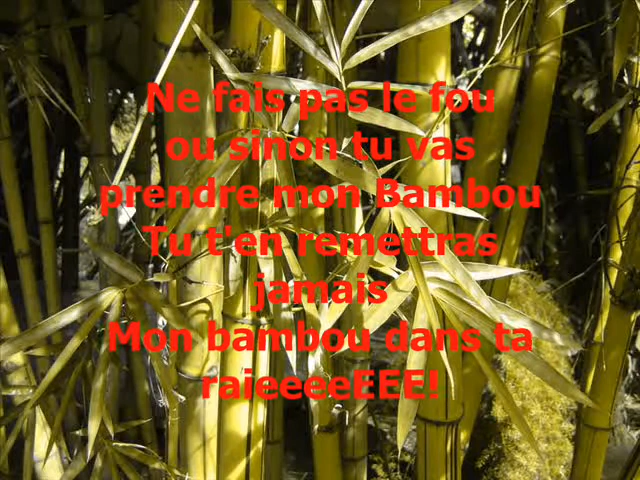 Ne fais pas le fou
ou sinon tu vas
prendre mon Bambou
Tu t'en remettras
jamais
Mon bambou dans ta
raieeeeEEE!